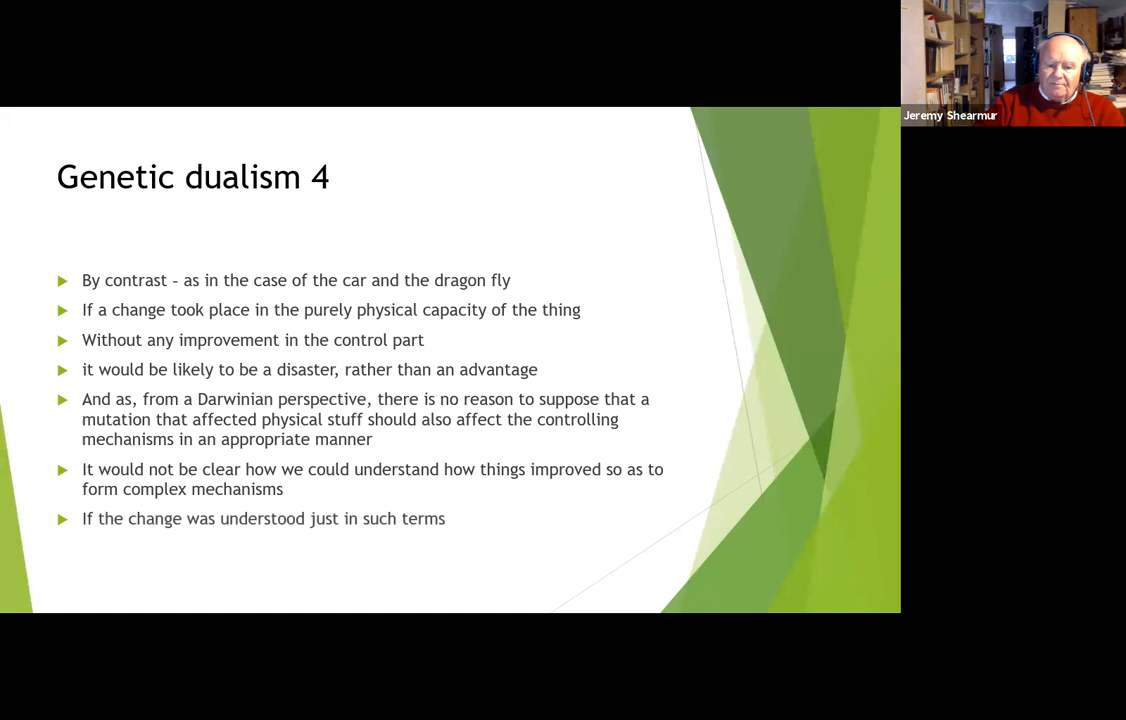 Jeremy Shearmur
Genetic dualism 4
By contrast – as in the case of the car and the dragon fly
If a change took place in the purely physical capacity of the thing
Without any improvement in the control part
it would be likely to be a disaster, rather than an advantage
And as, from a Darwinian perspective, there is no reason to suppose that a
mutation that affected physical stuff should also affect the controlling
mechanisms in an appropriate manner
It would not be clear how we could understand how things improved so as to
form complex mechanisms
If the change was understood just in such terms